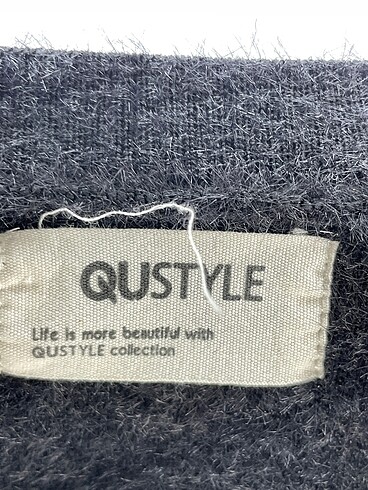 QUSTYLE
Life is more beautiful with
QUSTYLE collection